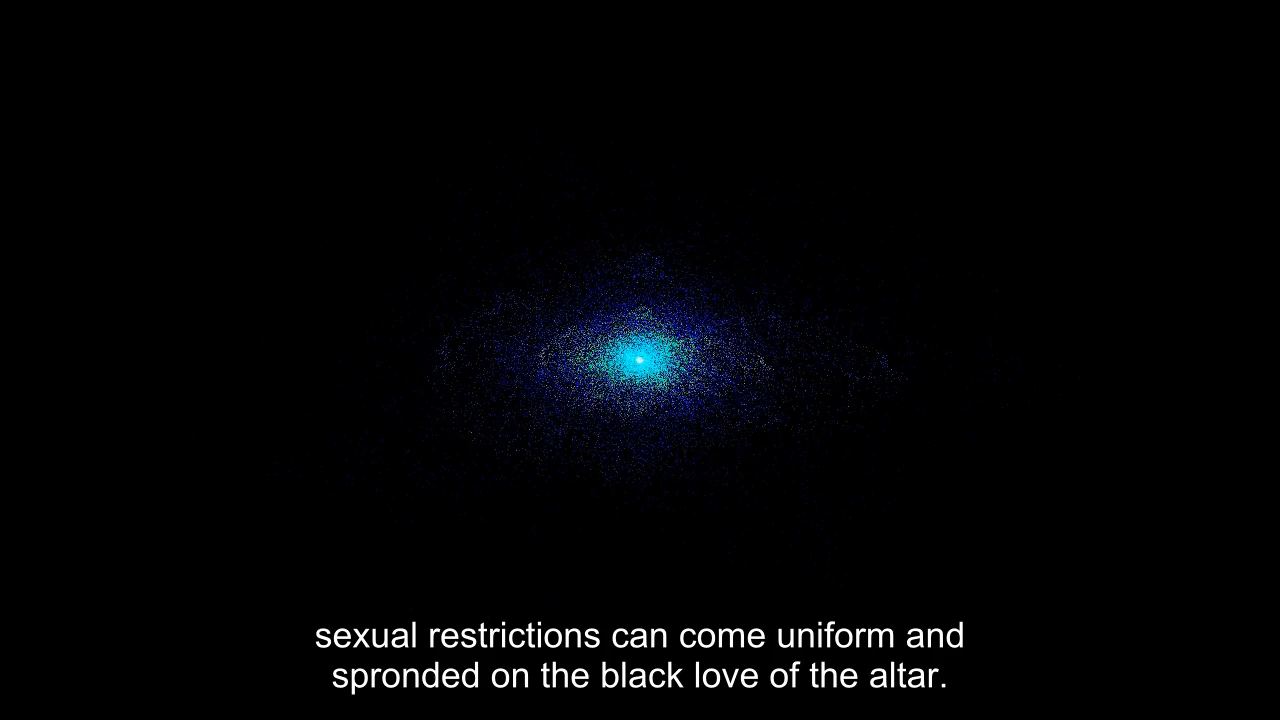 sexual restrictions can come uniform and
spronded on the black love of the altar.